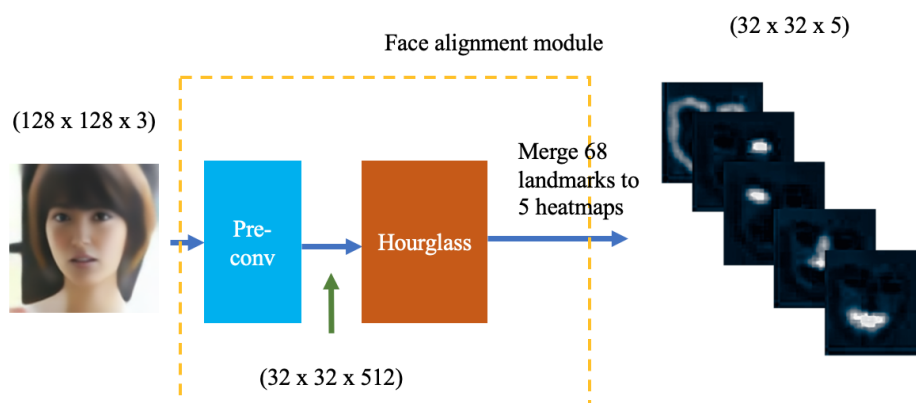 (32 x 32 x 5)
Face alignment module
(128 x 128 x 3)
Merge 68
landmarks to
5 heatmaps
Pre-
conv
Hourglass
(32 x 32 x 512)